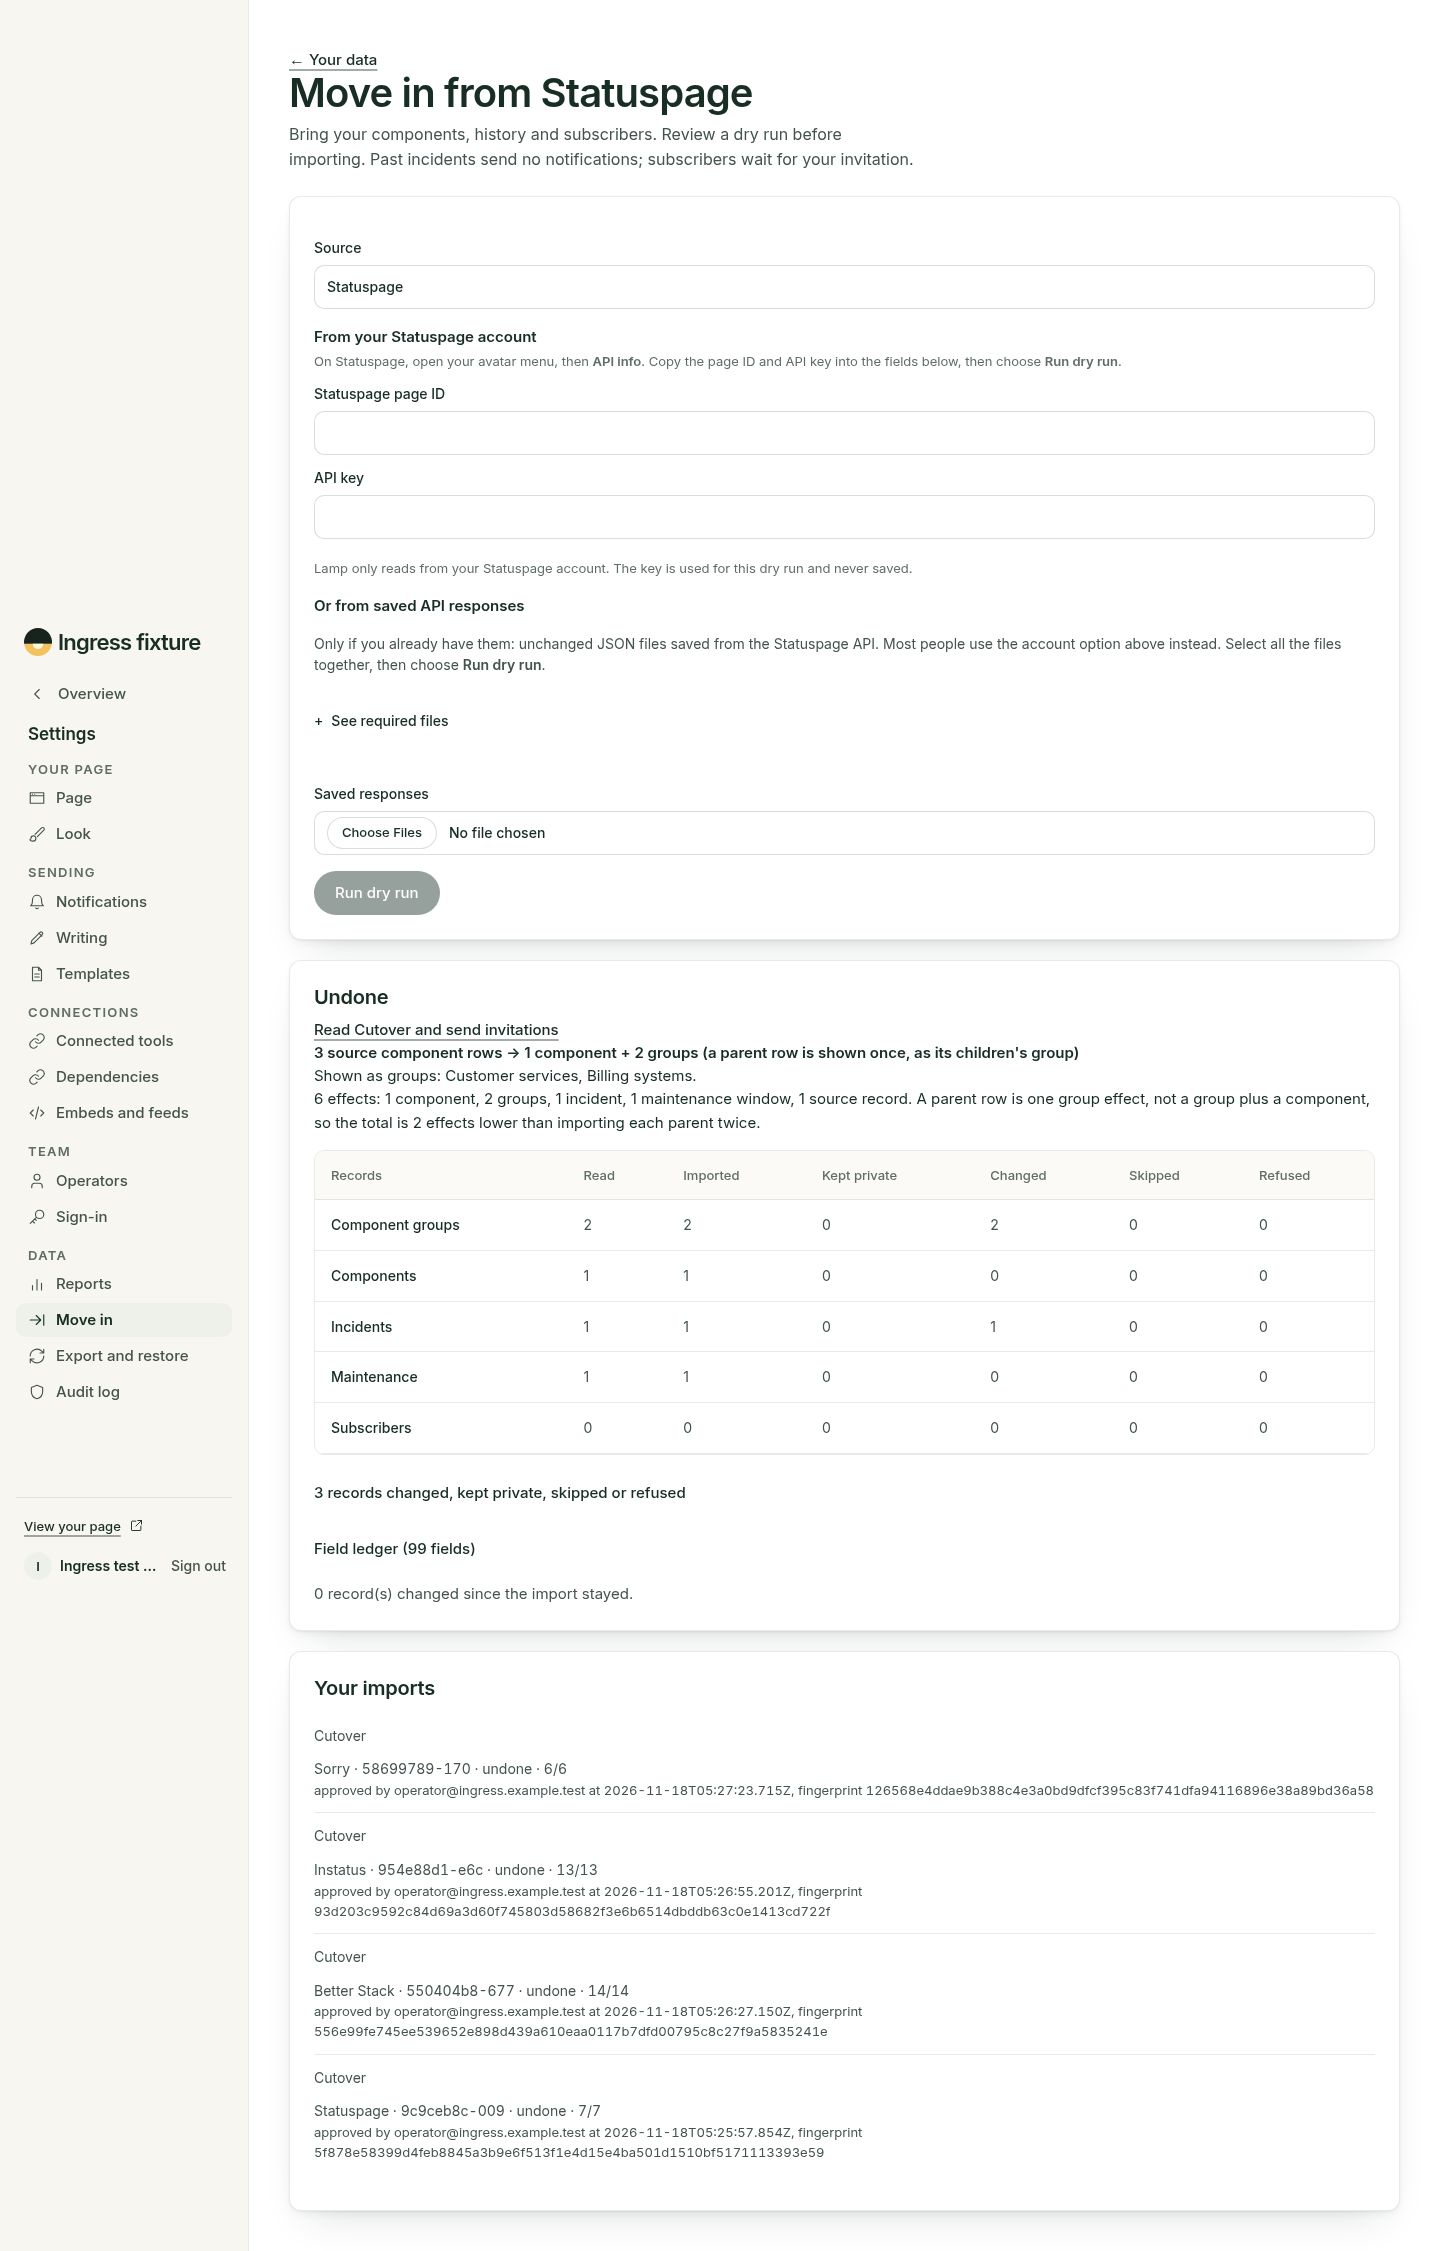 Ingress fixture
Overview
Settings
YOUR PAGE
Page
Look
SENDING
Notifications
Writing
Templates
CONNECTIONS
Connected tools
Dependencies
Embeds and feeds
TEAM
Operators
Sign-in
DATA
Reports
Move in
Export and restore
Audit log
View your page
I Ingress test ... Sign out
← Your data
Move in from Statuspage
Bring your components, history and subscribers. Review a dry run before
importing. Past incidents send no notifications; subscribers wait for your invitation.
Source
Statuspage
From your Statuspage account
On Statuspage, open your avatar menu, then API info. Copy the page ID and API key into the fields below, then choose Run dry run.
Statuspage page ID
API key
Lamp only reads from your Statuspage account. The key is used for this dry run and never saved.
Or from saved API responses
Only if you already have them: unchanged JSON files saved from the Statuspage API. Most people use the account option above instead. Select all the files
together, then choose Run dry run.
+ See required files
Saved responses
Choose Files No file chosen
Run dry run
Undone
Read Cutover and send invitations
3 source component rows → 1 component + 2 groups (a parent row is shown once, as its children's group)
Shown as groups: Customer services, Billing systems.
6 effects: 1 component, 2 groups, 1 incident, 1 maintenance window, 1 source record. A parent row is one group effect, not a group plus a component,
so the total is 2 effects lower than importing each parent twice.
Records Read Imported Kept private Changed Skipped Refused
Component groups 2 2 0 2 0 0
Components 1 1 0 0 0 0
Incidents 1 1 0 1 0 0
Maintenance 1 1 0 0 0 0
Subscribers 0 0 0 0 0 0
3 records changed, kept private, skipped or refused
Field ledger (99 fields)
0 record(s) changed since the import stayed.
Your imports
Cutover
Sorry · 58699789-170 · undone · 6/6
approved by operator@ingress.example.test at 2026-11-18T05:27:23.715Z, fingerprint 126568e4ddae9b388c4e3a0bd9dfcf395c83f741dfa94116896e38a89bd36a58
Cutover
Instatus · 954e88d1-e6c · undone · 13/13
approved by operator@ingress.example.test at 2026-11-18T05:26:55.201Z, fingerprint
93d203c9592c84d69a3d60f745803d58682f3e6b6514dbddb63c0e1413cd722f
Cutover
Better Stack · 550404b8-677 · undone · 14/14
approved by operator@ingress.example.test at 2026-11-18T05:26:27.150Z, fingerprint
556e99fe745ee539652e898d439a610eaa0117b7dfd00795c8c27f9a5835241e
Cutover
Statuspage · 9c9ceb8c-009 · undone · 7/7
approved by operator@ingress.example.test at 2026-11-18T05:25:57.854Z, fingerprint
5f878e58399d4feb8845a3b9e6f513f1e4d15e4ba501d1510bf5171113393e59